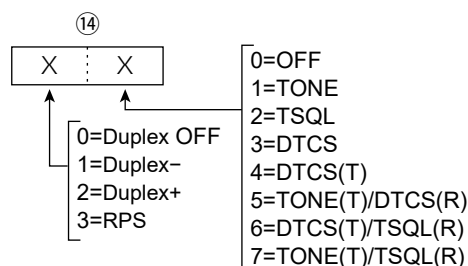 ⑭
X X
0=OFF
1=TONE
2=TSQL
3=DTCS
4=DTCS(T)
5=TONE(T)/DTCS(R)
6=DTCS(T)/TSQL(R)
7=TONE(T)/TSQL(R)
0=Duplex OFF
1=Duplex−
2=Duplex+
3=RPS